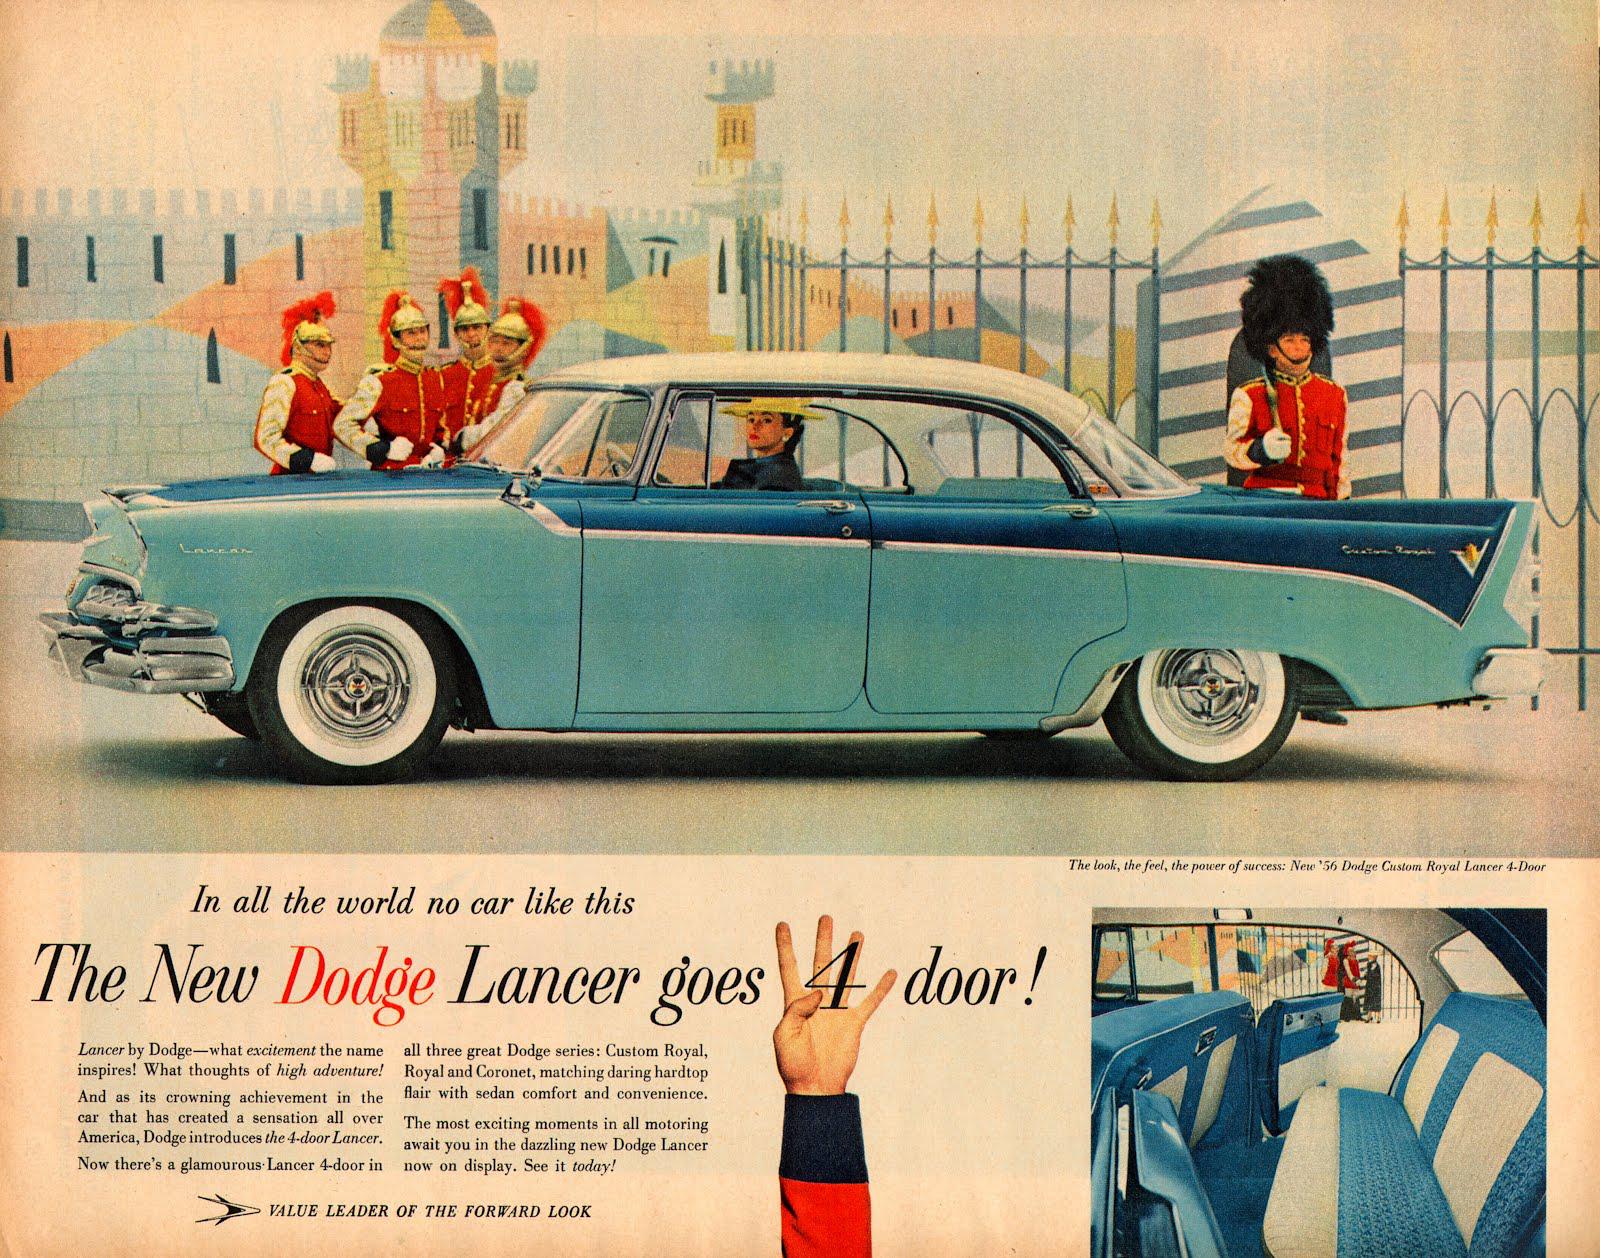 Lancer
Custom Royal
The look, the feel, the power of success: New '56 Dodge Custom Royal Lancer 4-Door
In all the world no car like this
The New Dodge Lancer goes 4 door!
Lancer by Dodge—what excitement the name
inspires! What thoughts of high adventure!
And as its crowning achievement in the
car that has created a sensation all over
America, Dodge introduces the 4-door Lancer.
Now there's a glamourous Lancer 4-door in
all three great Dodge series: Custom Royal,
Royal and Coronet, matching daring hardtop
flair with sedan comfort and convenience.
The most exciting moments in all motoring
await you in the dazzling new Dodge Lancer
now on display. See it today!
VALUE LEADER OF THE FORWARD LOOK